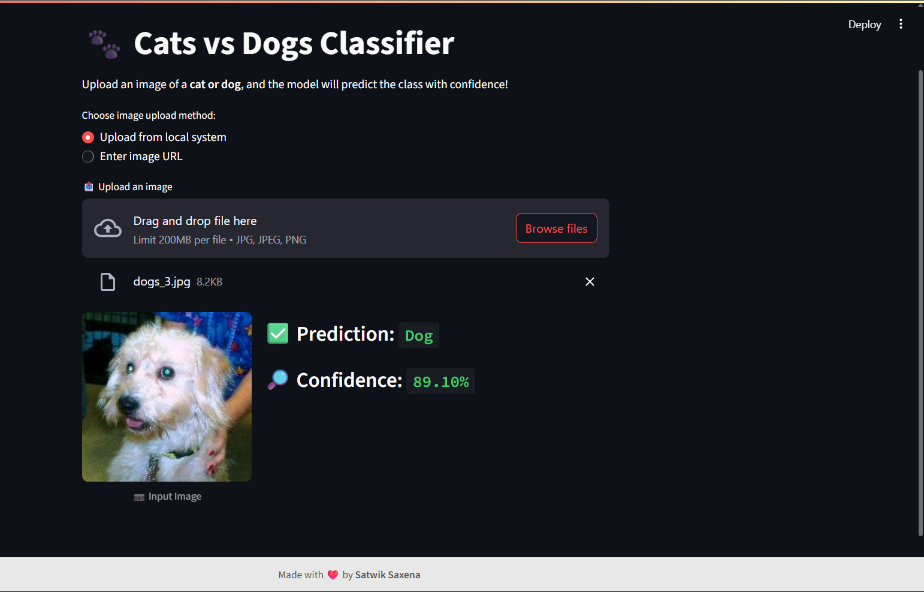 Deploy
Cats vs Dogs Classifier
Upload an image of a cat or dog, and the model will predict the class with confidence!
Choose image upload method:
Upload from local system
Enter image URL
Upload an image
Drag and drop file here
Limit 200MB per file • JPG, JPEG, PNG
Browse files
dogs_3.jpg 8.2KB
Prediction: Dog
Confidence: 89.10%
Input Image
Made with ❤️ by Satwik Saxena